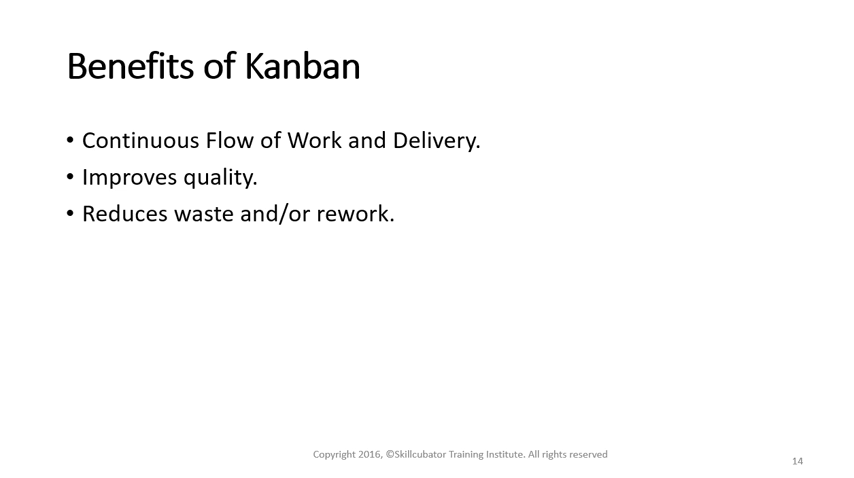 Benefits of Kanban
• Continuous Flow of Work and Delivery.
• Improves quality.
• Reduces waste and/or rework.
Copyright 2016, ©Skillcubator Training Institute. All rights reserved
14